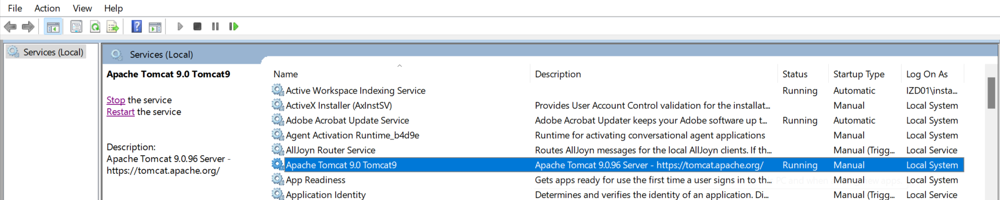 File Action View Help
Services (Local)
Services (Local)
Apache Tomcat 9.0 Tomcat9
Stop the service
Restart the service
Description:
Apache Tomcat 9.0.96 Server -
https://tomcat.apache.org/
Name Description Status Startup Type Log On As
Active Workspace Indexing Service Running Automatic IZD01\insta...
ActiveX Installer (AxInstSV) Provides User Account Control validation for the installat... Manual Local System
Adobe Acrobat Update Service Adobe Acrobat Updater keeps your Adobe software up t... Running Automatic Local System
Agent Activation Runtime_b4d9e Runtime for activating conversational agent applications Manual Local System
AllJoyn Router Service Routes AllJoyn messages for the local AllJoyn clients. If th... Manual (Trigg... Local Service
Apache Tomcat 9.0 Tomcat9 Apache Tomcat 9.0.96 Server - https://tomcat.apache.org/ Running Manual Local System
App Readiness Gets apps ready for use the first time a user signs in to th... Manual Local System
Application Identity Determines and verifies the identity of an application. Di... Manual (Trigg... Local Service